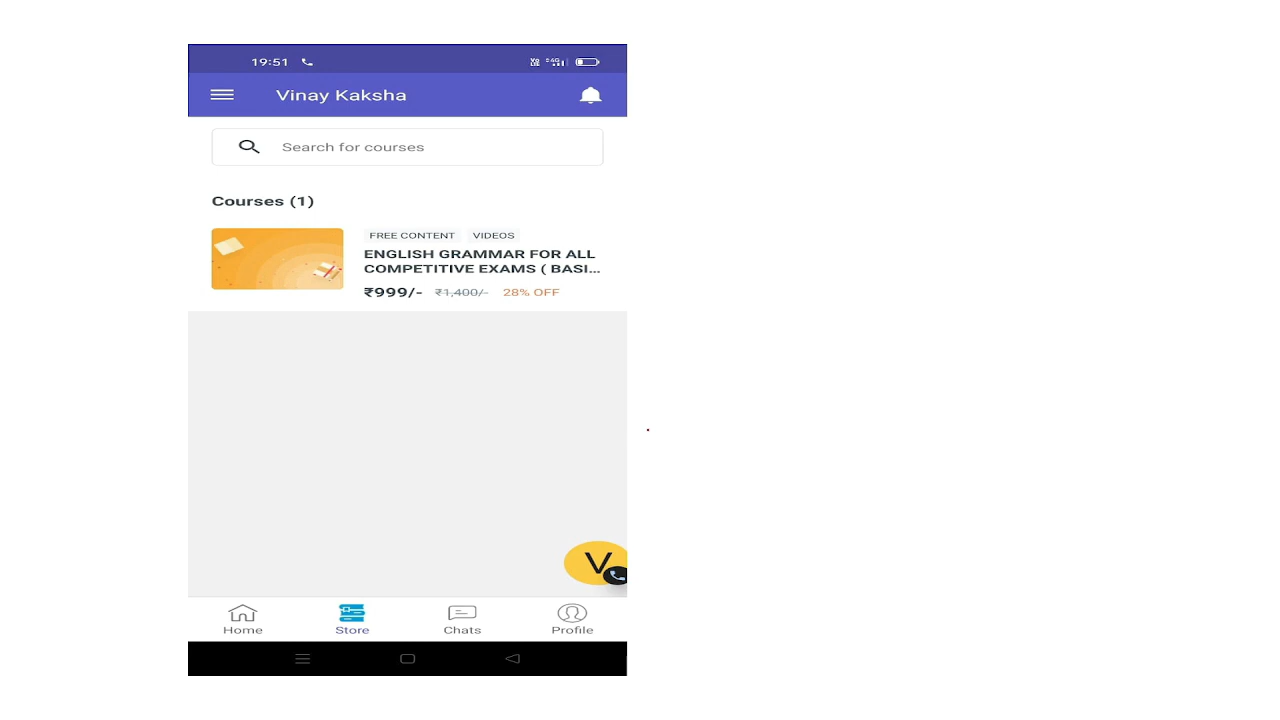 19:51
Vinay Kaksha
Search for courses
Courses (1)
FREE CONTENT VIDEOS
ENGLISH GRAMMAR FOR ALL
COMPETITIVE EXAMS ( BASI...
₹999/- ₹1,400/- 28% OFF
V
Home Store Chats Profile